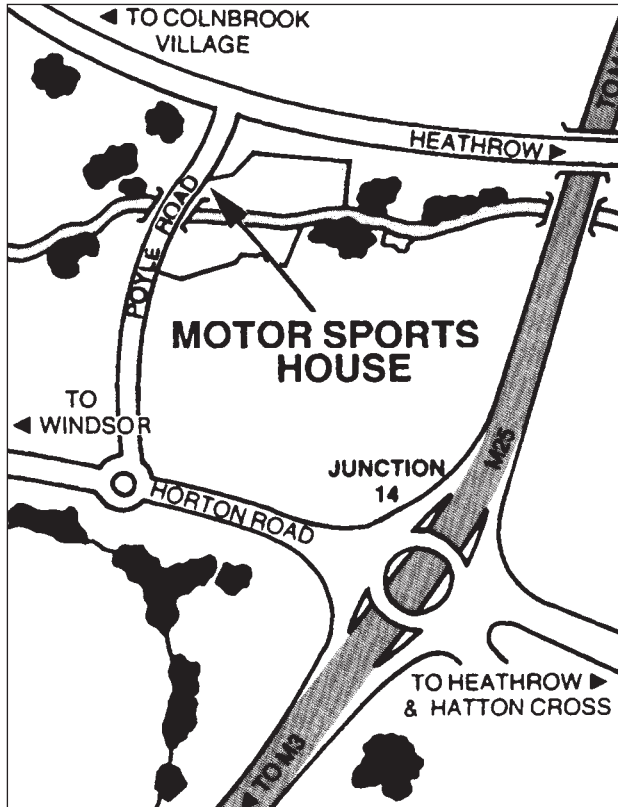 ◄ TO COLNBROOK
VILLAGE
TO M
HEATHROW ►
POYLE ROAD
MOTOR SPORTS
HOUSE
TO
◄ WINDSOR
JUNCTION
14
M25
HORTON ROAD
TO HEATHROW ►
& HATTON CROSS
◄ TO M3